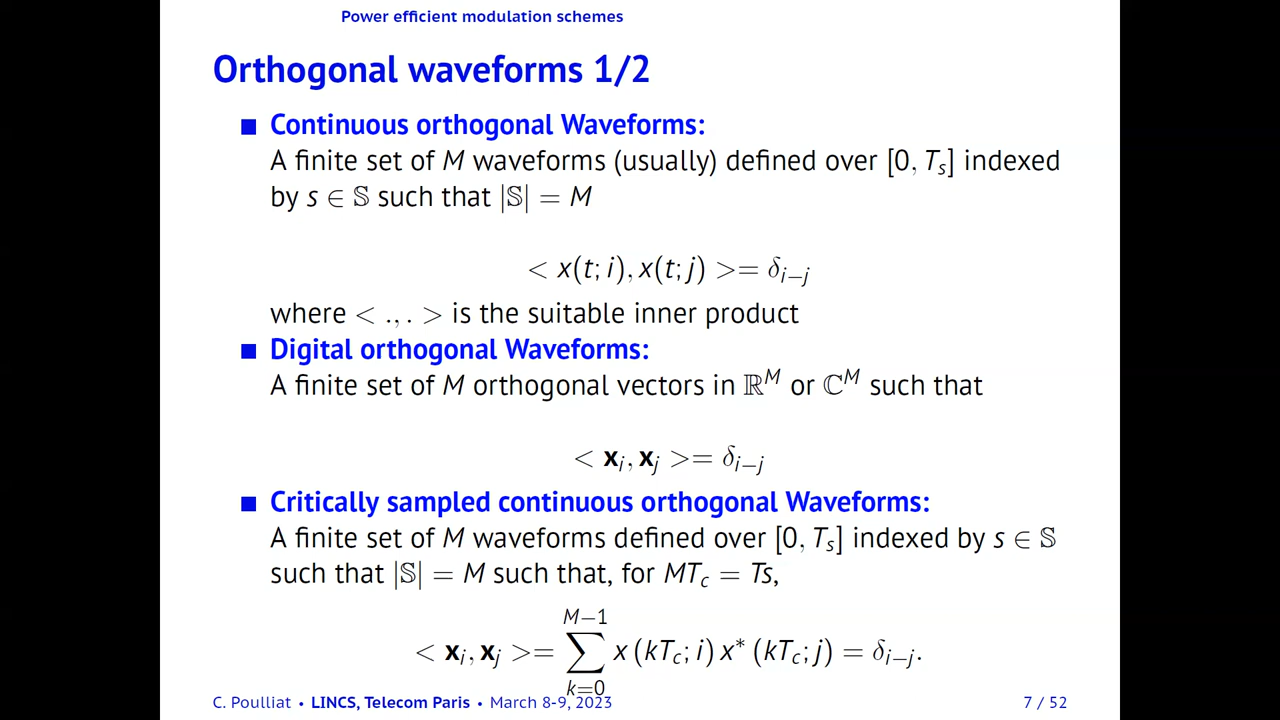 Power efficient modulation schemes
Orthogonal waveforms 1/2
■ Continuous orthogonal Waveforms:
A finite set of M waveforms (usually) defined over [0, T_s] indexed
by s ∈ 𝕊 such that |𝕊| = M
< x(t; i), x(t; j) >= δ_{i−j}
where < ., . > is the suitable inner product
■ Digital orthogonal Waveforms:
A finite set of M orthogonal vectors in ℝ^M or ℂ^M such that
< x_i, x_j >= δ_{i−j}
■ Critically sampled continuous orthogonal Waveforms:
A finite set of M waveforms defined over [0, T_s] indexed by s ∈ 𝕊
such that |𝕊| = M such that, for MT_c = Ts,
< x_i, x_j >= ∑_{k=0}^{M−1} x (kT_c; i) x* (kT_c; j) = δ_{i−j}.
C. Poulliat • LINCS, Telecom Paris • March 8-9, 2023 7 / 52